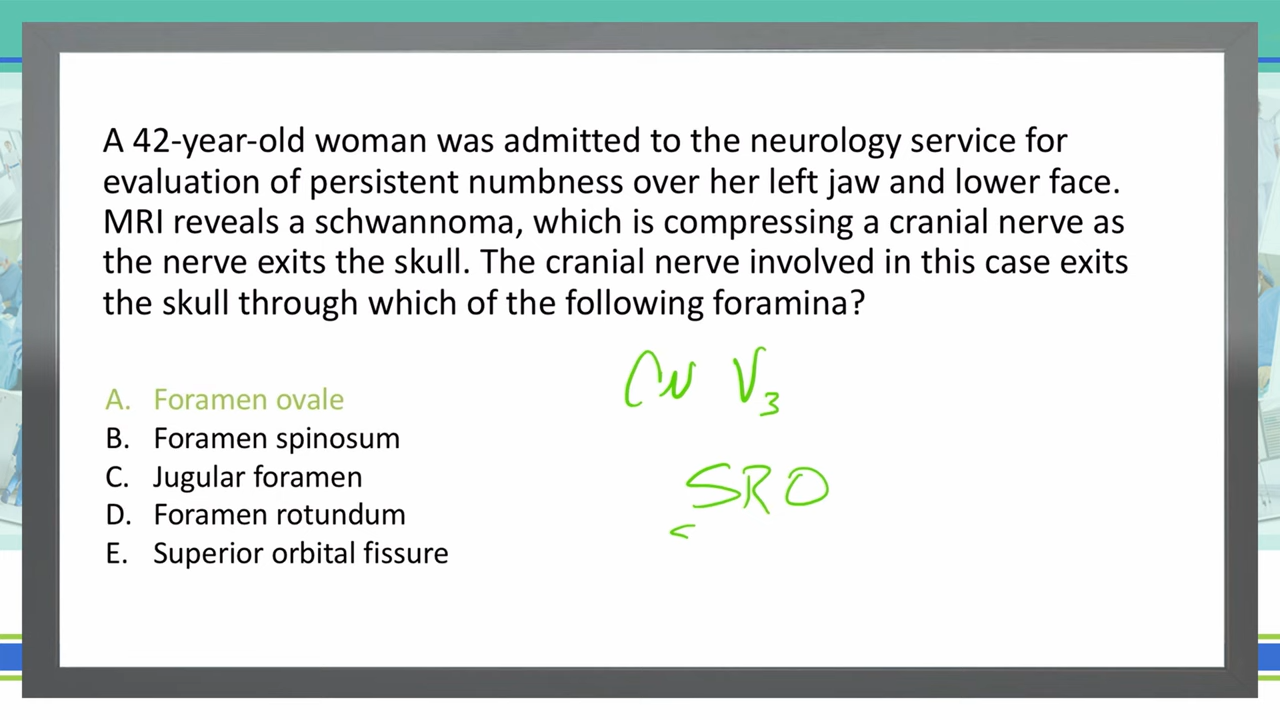 A 42-year-old woman was admitted to the neurology service for
evaluation of persistent numbness over her left jaw and lower face.
MRI reveals a schwannoma, which is compressing a cranial nerve as
the nerve exits the skull. The cranial nerve involved in this case exits
the skull through which of the following foramina?
CN V3
A. Foramen ovale
B. Foramen spinosum
C. Jugular foramen
SRO
D. Foramen rotundum
E. Superior orbital fissure